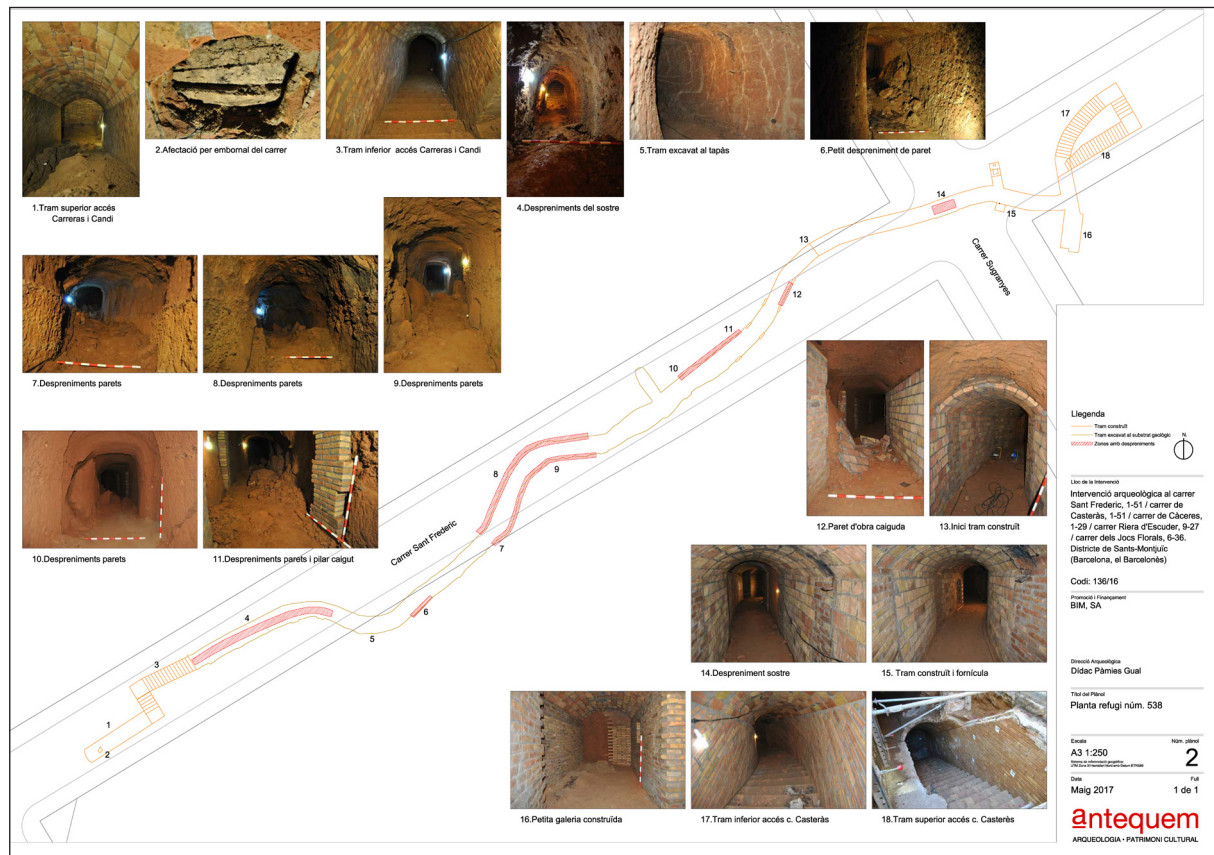 1.Tram superior accés
Carreras i Candi
2.Afectació per embornal del carrer
3.Tram inferior accés Carreras i Candi
4.Despreniments del sostre
5.Tram excavat al tapàs
6.Petit despreniment de paret
7.Despreniments parets
8.Despreniments parets
9.Despreniments parets
10.Despreniments parets
11.Despreniments parets i pilar caigut
12.Paret d'obra caiguda
13.Inici tram construït
14.Despreniment sostre
15. Tram construït i fornícula
16.Petita galeria construïda
17.Tram inferior accés c. Casteràs
18.Tram superior accés c. Casterès
Carrer Sant Frederic
Carrer Sugranyes
1
2
3
4
5
6
7
8
9
10
11
12
13
14
15
16
17
18
Llegenda
Tram construït
Tram excavat al substrat geològic
Zones amb despreniments
N
Lloc de la Intervenció
Intervenció arqueològica al carrer
Sant Frederic, 1-51 / carrer de
Casteràs, 1-51 / carrer de Càceres,
1-29 / carrer Riera d'Escuder, 9-27
/ carrer dels Jocs Florals, 6-36.
Districte de Sants-Montjuïc
(Barcelona, el Barcelonès)
Codi: 136/16
Promoció i Finançament
BIM, SA
Direcció Arqueològica
Dídac Pàmies Gual
Títol del Plànol
Planta refugi núm. 538
Escala
A3 1:250
Núm. plànol
2
Data
Maig 2017
Full
1 de 1
antequem
ARQUEOLOGIA • PATRIMONI CULTURAL